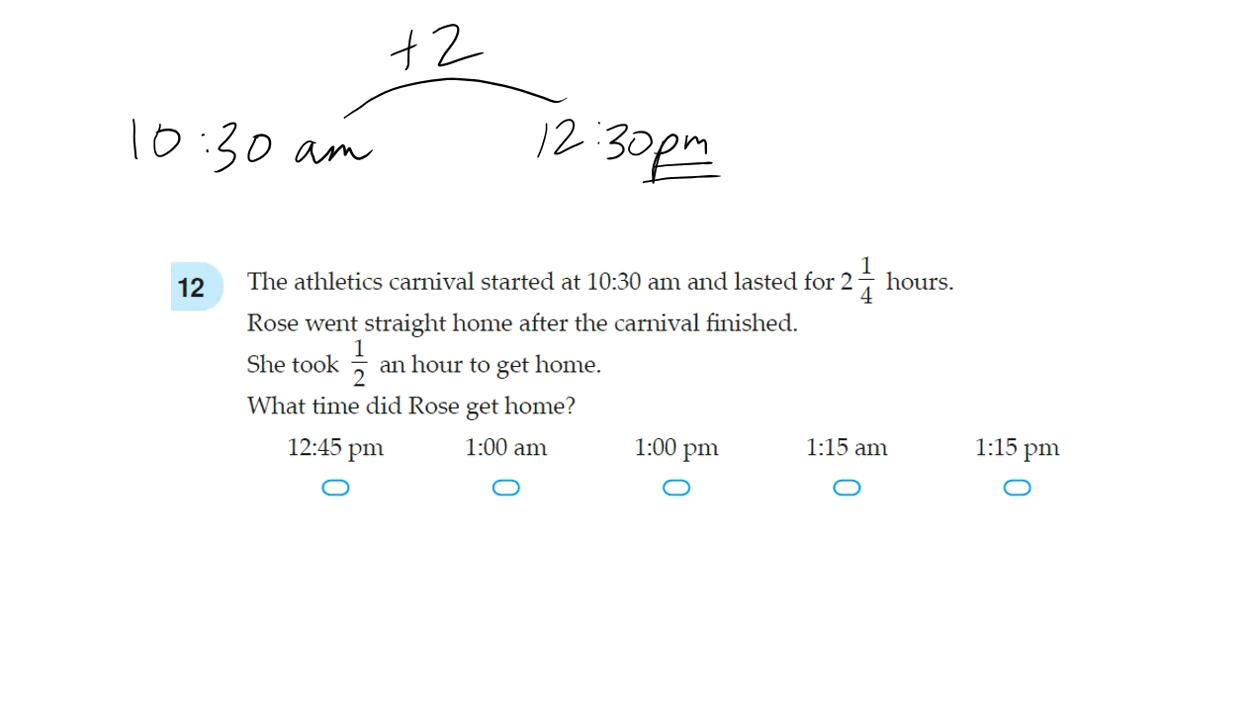 +2
10:30 am 12:30pm
12 The athletics carnival started at 10:30 am and lasted for 2 1/4 hours.
Rose went straight home after the carnival finished.
She took 1/2 an hour to get home.
What time did Rose get home?
12:45 pm 1:00 am 1:00 pm 1:15 am 1:15 pm